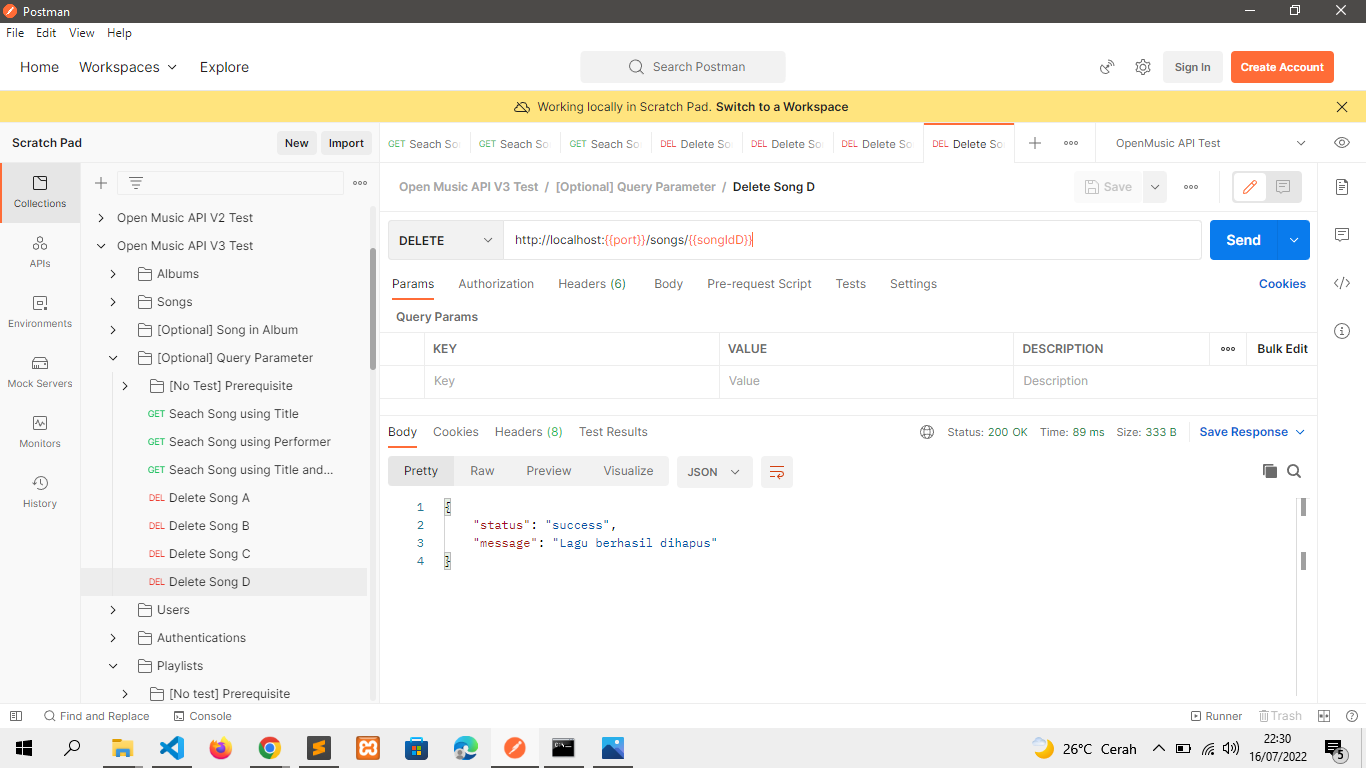 Postman
File Edit View Help
Home Workspaces Explore Search Postman Sign In Create Account
Working locally in Scratch Pad. Switch to a Workspace
Scratch Pad New Import GET Seach So GET Seach So GET Seach So DEL Delete So DEL Delete So DEL Delete So DEL Delete So OpenMusic API Test
Collections
APIs
Environments
Mock Servers
Monitors
History
Open Music API V2 Test
Open Music API V3 Test
Albums
Songs
[Optional] Song in Album
[Optional] Query Parameter
[No Test] Prerequisite
GET Seach Song using Title
GET Seach Song using Performer
GET Seach Song using Title and...
DEL Delete Song A
DEL Delete Song B
DEL Delete Song C
DEL Delete Song D
Users
Authentications
Playlists
[No test] Prerequisite
Open Music API V3 Test / [Optional] Query Parameter / Delete Song D Save
DELETE http://localhost:{{port}}/songs/{{songIdD}} Send
Params Authorization Headers (6) Body Pre-request Script Tests Settings Cookies
Query Params
KEY VALUE DESCRIPTION Bulk Edit
Key Value Description
Body Cookies Headers (8) Test Results Status: 200 OK Time: 89 ms Size: 333 B Save Response
Pretty Raw Preview Visualize JSON
1 {
2 "status": "success",
3 "message": "Lagu berhasil dihapus"
4 }
Find and Replace Console Runner Trash
26°C Cerah 22:30
16/07/2022 5